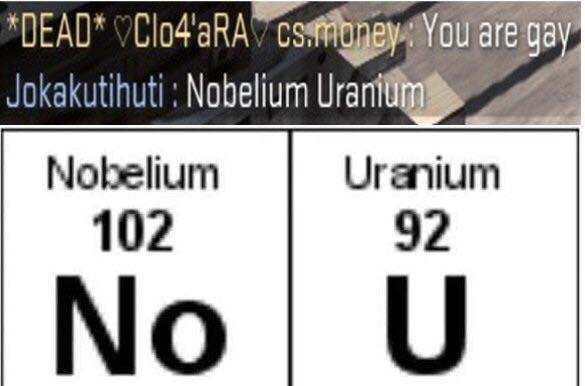 *DEAD* ♡Clo4'aRA♡ cs.money : You are gay
Jokakutihuti : Nobelium Uranium
Nobelium Uranium
102 92
No U